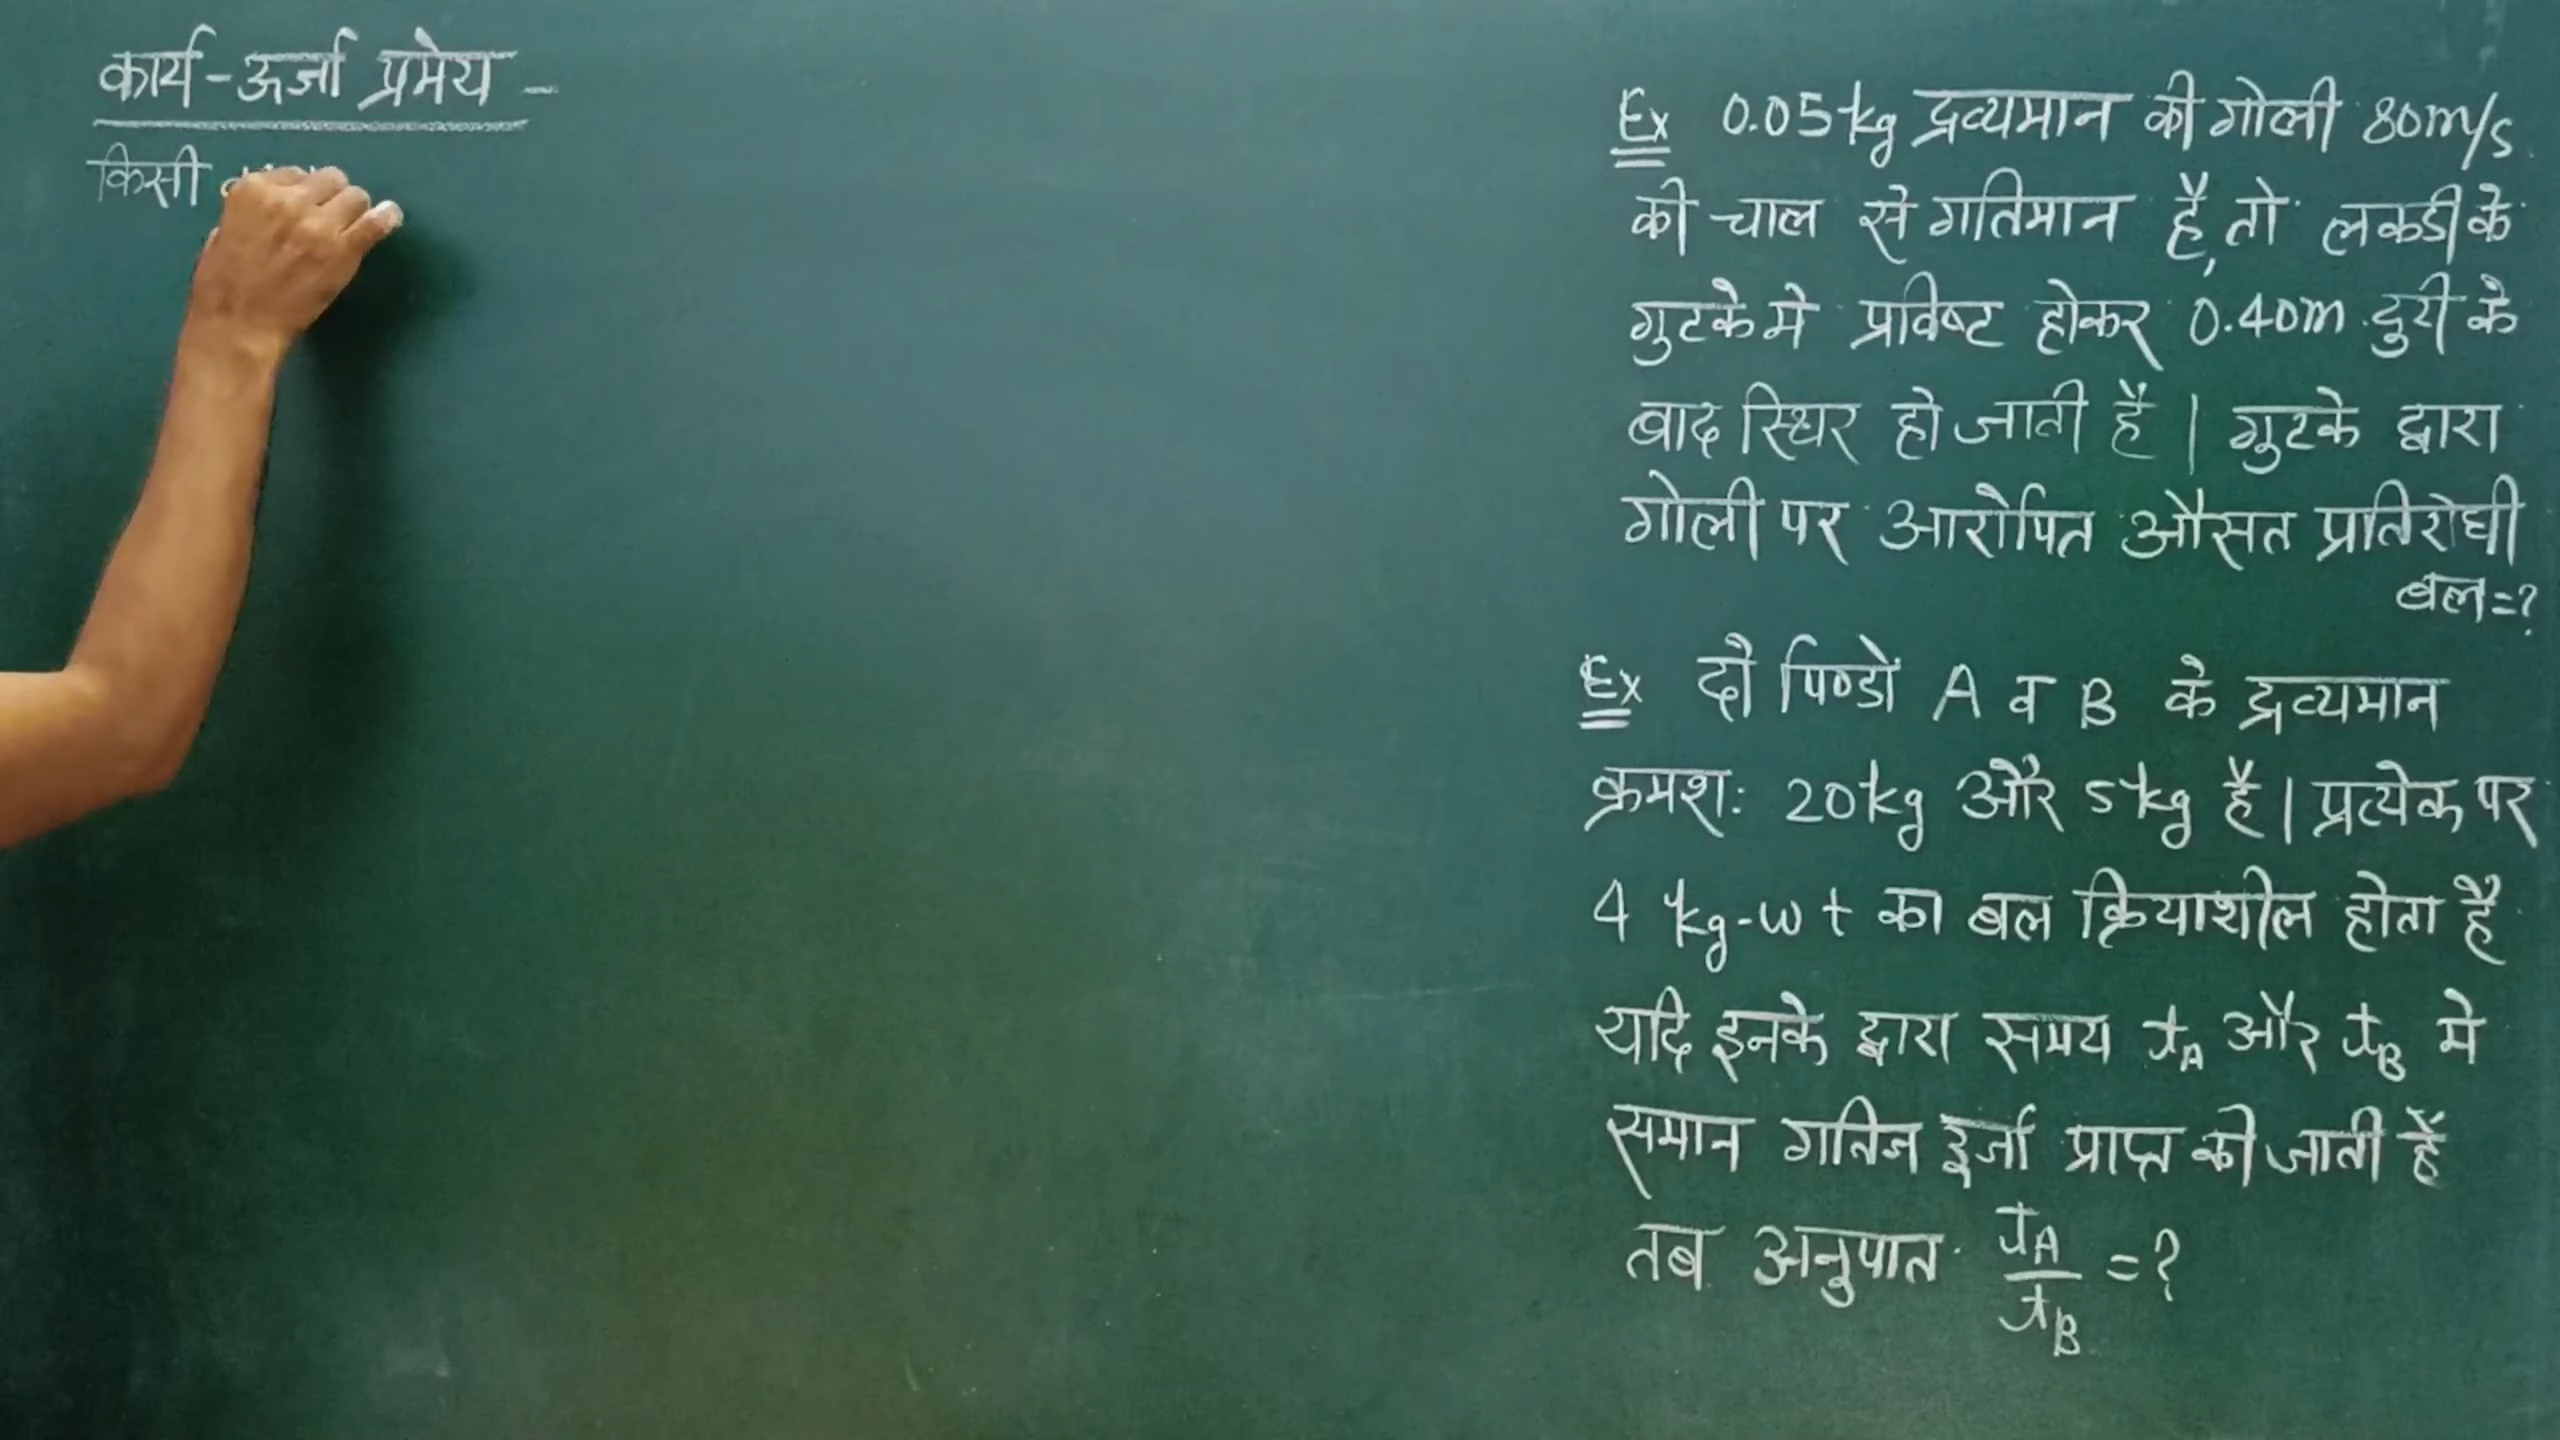 कार्य-ऊर्जा प्रमेय -
किसी
Ex 0.05 kg द्रव्यमान की गोली 80m/s
की चाल से गतिमान है, तो लकडी के
गुटके मे प्रविष्ट होकर 0.40m दुरी के
बाद स्थिर हो जाती है | गुटके द्वारा
गोली पर आरोपित औसत प्रतिरोधी
बल=?
Ex दो पिण्डो A व B के द्रव्यमान
क्रमश: 20kg और 5kg है | प्रत्येक पर
4 kg-wt का बल क्रियाशील होता है
यदि इनके द्वारा समय tA और tB मे
समान गतिज इर्जा प्राप्त की जाती है
तब अनुपात tA/tB =?